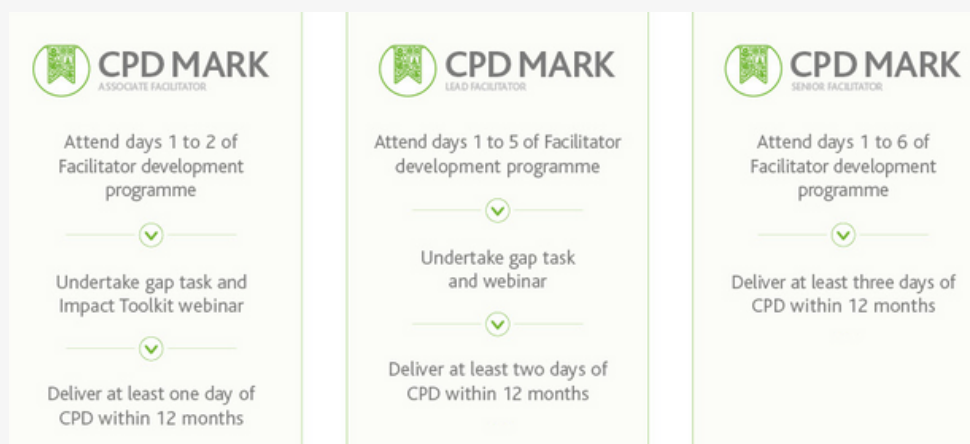 CPD MARK
ASSOCIATE FACILITATOR
Attend days 1 to 2 of
Facilitator development
programme
Undertake gap task and
Impact Toolkit webinar
Deliver at least one day of
CPD within 12 months
CPD MARK
LEAD FACILITATOR
Attend days 1 to 5 of Facilitator
development programme
Undertake gap task
and webinar
Deliver at least two days of
CPD within 12 months
CPD MARK
SENIOR FACILITATOR
Attend days 1 to 6 of
Facilitator development
programme
Deliver at least three days of
CPD within 12 months